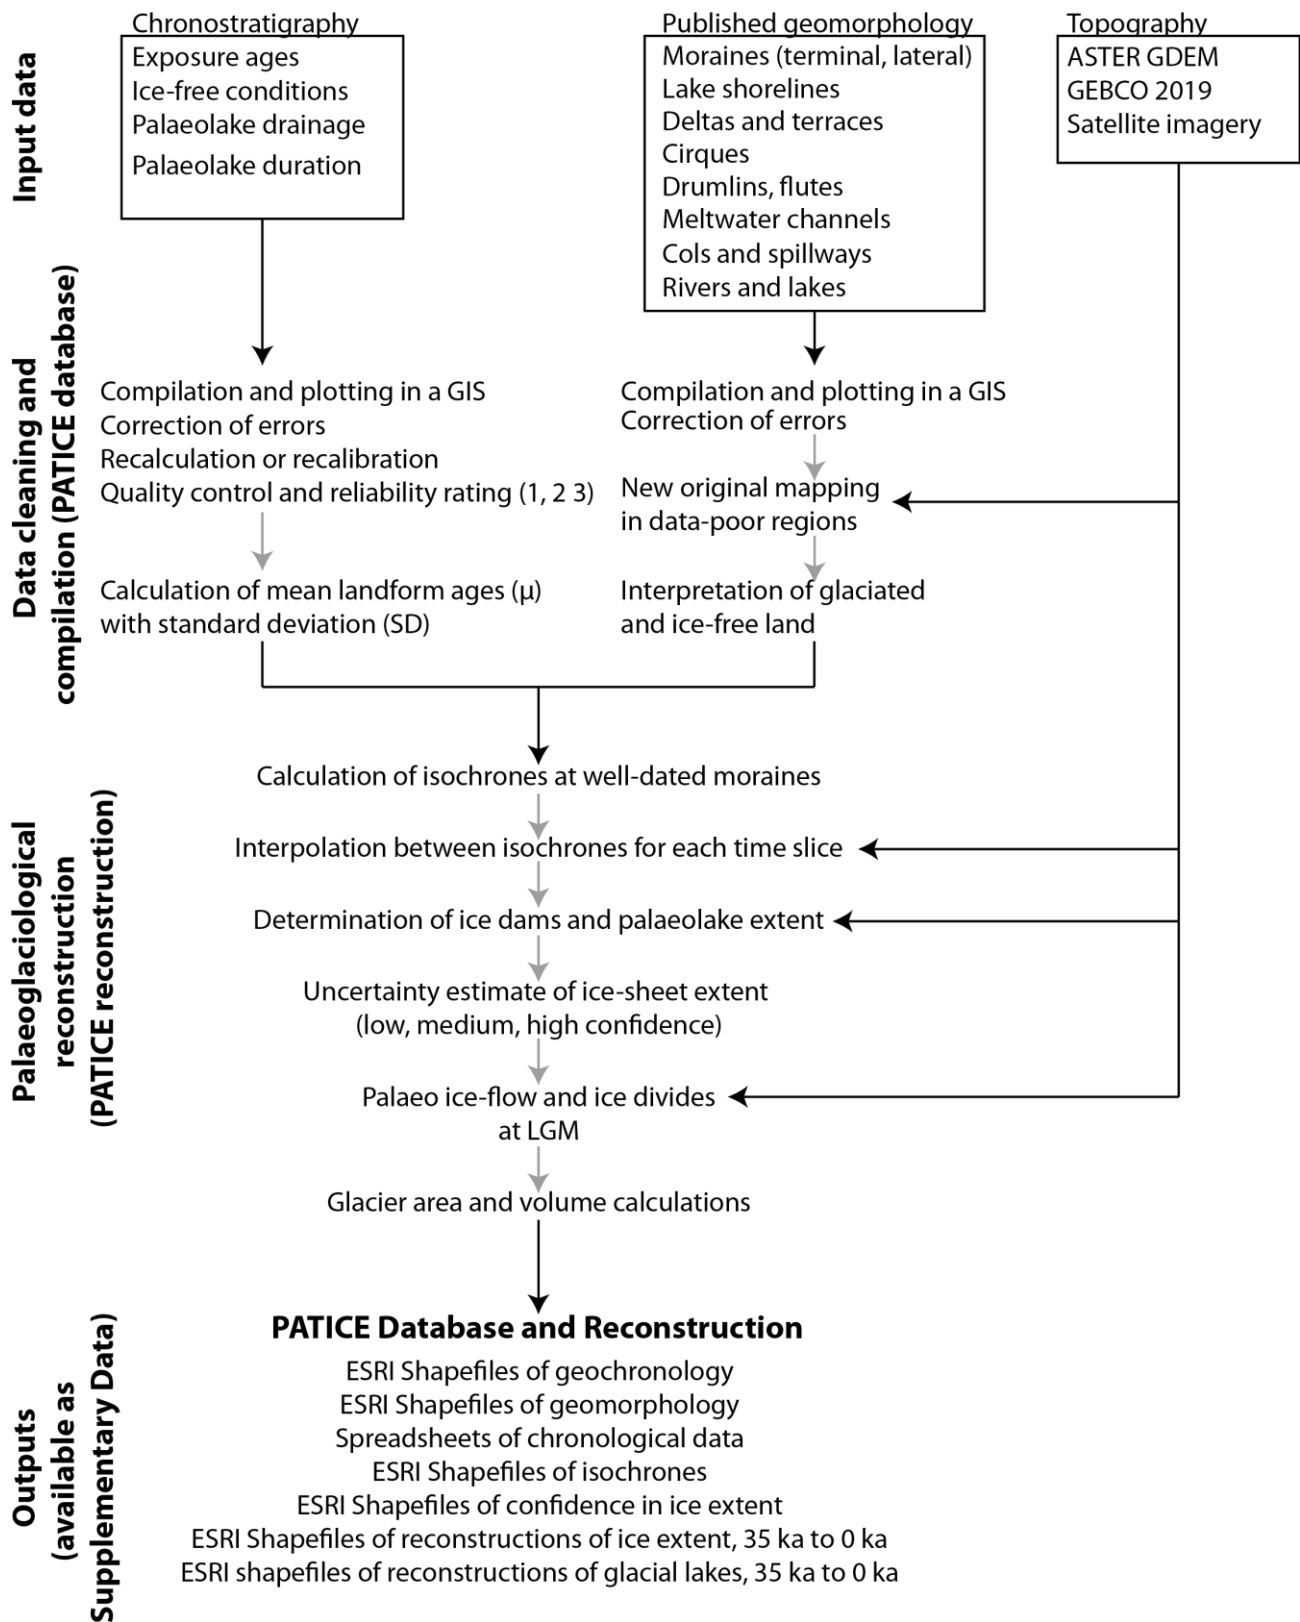 Input data
Chronostratigraphy
Exposure ages
Ice-free conditions
Palaeolake drainage
Palaeolake duration
Published geomorphology
Moraines (terminal, lateral)
Lake shorelines
Deltas and terraces
Cirques
Drumlins, flutes
Meltwater channels
Cols and spillways
Rivers and lakes
Topography
ASTER GDEM
GEBCO 2019
Satellite imagery
Data cleaning and
compilation (PATICE database)
Compilation and plotting in a GIS
Correction of errors
Recalculation or recalibration
Quality control and reliability rating (1, 2 3)
Calculation of mean landform ages (μ)
with standard deviation (SD)
Compilation and plotting in a GIS
Correction of errors
New original mapping
in data-poor regions
Interpretation of glaciated
and ice-free land
Palaeoglaciological
reconstruction
(PATICE reconstruction)
Calculation of isochrones at well-dated moraines
Interpolation between isochrones for each time slice
Determination of ice dams and palaeolake extent
Uncertainty estimate of ice-sheet extent
(low, medium, high confidence)
Palaeo ice-flow and ice divides
at LGM
Glacier area and volume calculations
Outputs
(available as
Supplementary Data)
PATICE Database and Reconstruction
ESRI Shapefiles of geochronology
ESRI Shapefiles of geomorphology
Spreadsheets of chronological data
ESRI Shapefiles of isochrones
ESRI Shapefiles of confidence in ice extent
ESRI Shapefiles of reconstructions of ice extent, 35 ka to 0 ka
ESRI shapefiles of reconstructions of glacial lakes, 35 ka to 0 ka